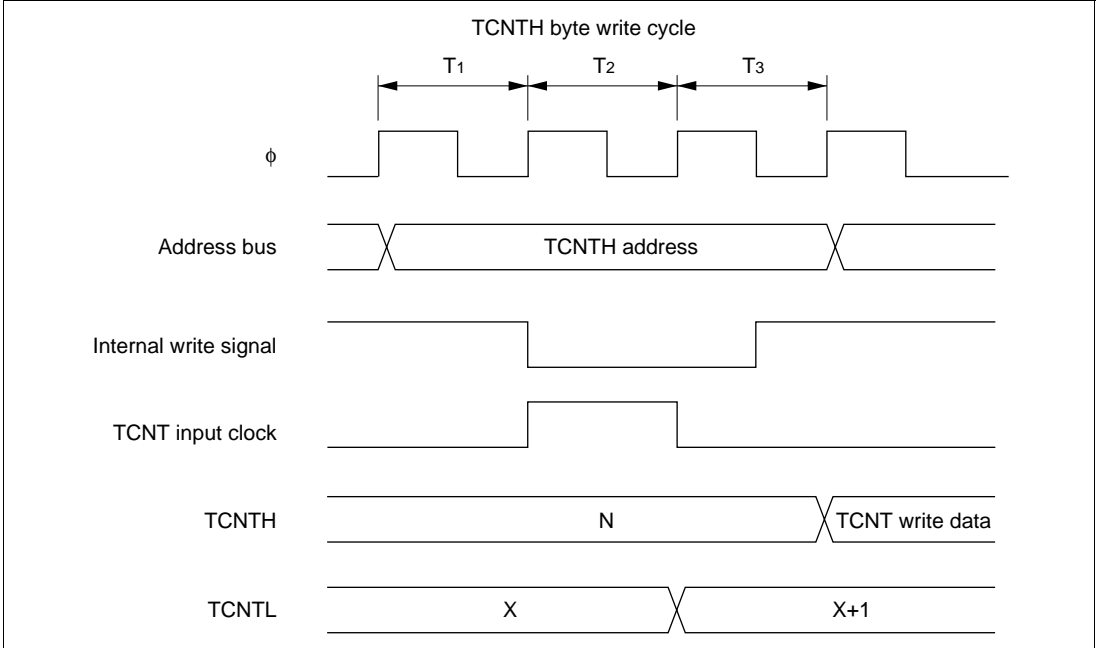 TCNTH byte write cycle
T1 T2 T3
φ
Address bus TCNTH address
Internal write signal
TCNT input clock
TCNTH N TCNT write data
TCNTL X X+1